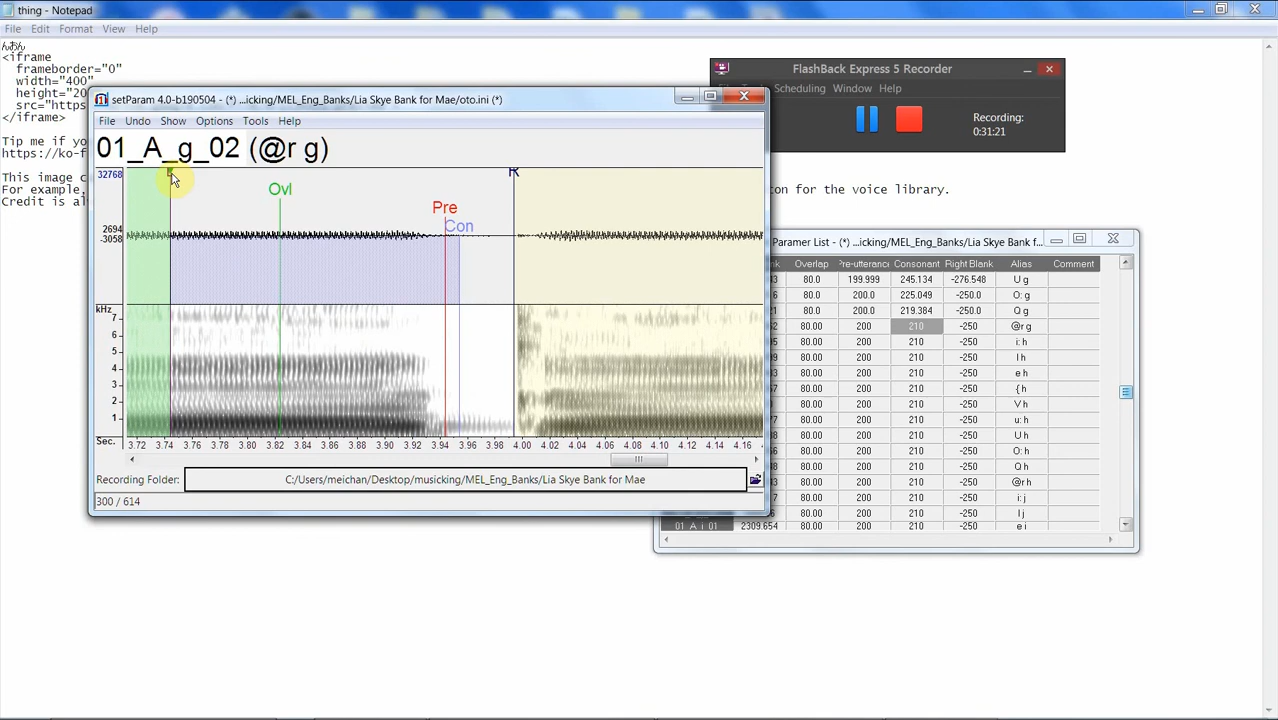 thing - Notepad
File Edit Format View Help
んおん
<iframe
frameborder="0"
width="400"
src="https
</iframe>
Tip me if yo
https://ko-f
This image c
For example,
on for the voice library.
Credit is al
FlashBack Express 5 Recorder
Scheduling Window Help
Recording:
0:31:21
setParam 4.0-b190504 - (*) ...icking/MEL_Eng_Banks/Lia Skye Bank for Mae/oto.ini (*)
File Undo Show Options Tools Help
01_A_g_02 (@r g)
32768
2694
-3058
Ovl
Pre
Con
R
kHz
7
6
5
4
3
2
1
Sec. 3.72 3.74 3.76 3.78 3.80 3.82 3.84 3.86 3.88 3.90 3.92 3.94 3.96 3.98 4.00 4.02 4.04 4.06 4.08 4.10 4.12 4.14 4.16
Recording Folder: C:/Users/meichan/Desktop/musicking/MEL_Eng_Banks/Lia Skye Bank for Mae
300 / 614
Paramer List - (*) ...icking/MEL_Eng_Banks/Lia Skye Bank f...
Overlap Pre-utterance Consonant Right Blank Alias Comment
80.0 199.999 245.134 -276.548 U g
80.0 200.0 225.049 -250.0 O: g
80.0 200.0 219.384 -250.0 Q g
80.00 200 210 -250 @r g
80.00 200 210 -250 i: h
80.00 200 210 -250 I h
80.00 200 210 -250 e h
80.00 200 210 -250 { h
80.00 200 210 -250 V h
80.00 200 210 -250 u: h
80.00 200 210 -250 U h
80.00 200 210 -250 O: h
80.00 200 210 -250 Q h
80.00 200 210 -250 @r h
80.00 200 210 -250 i: j
80.00 200 210 -250 I j
01_A_i_01 2309.654 80.00 200 210 -250